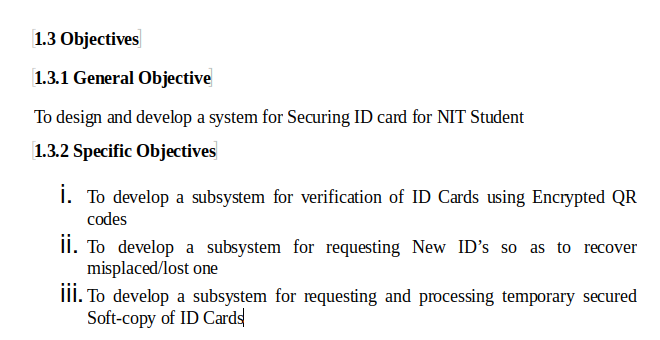 1.3 Objectives
1.3.1 General Objective
To design and develop a system for Securing ID card for NIT Student
1.3.2 Specific Objectives
i. To develop a subsystem for verification of ID Cards using Encrypted QR
codes
ii. To develop a subsystem for requesting New ID’s so as to recover
misplaced/lost one
iii. To develop a subsystem for requesting and processing temporary secured
Soft-copy of ID Cards